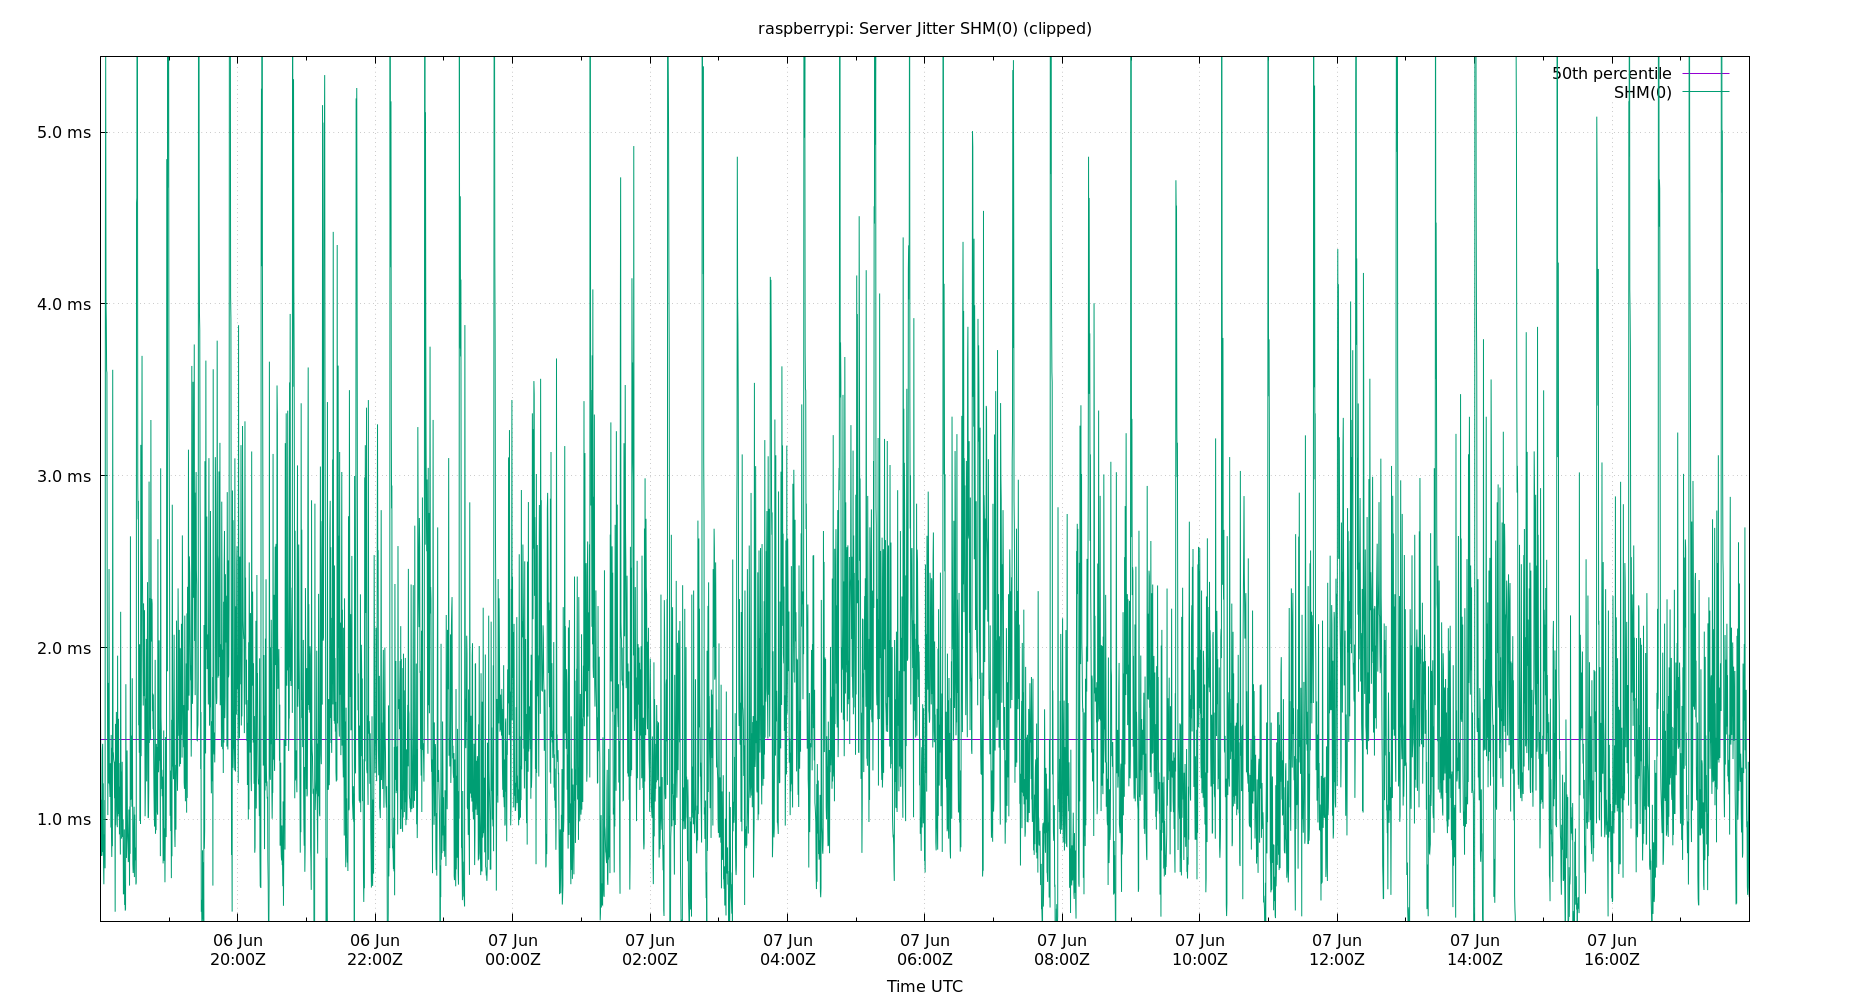 raspberrypi: Server Jitter SHM(0) (clipped)
50th percentile
SHM(0)
5.0 ms
4.0 ms
3.0 ms
2.0 ms
1.0 ms
06 Jun 06 Jun 07 Jun 07 Jun 07 Jun 07 Jun 07 Jun 07 Jun 07 Jun 07 Jun 07 Jun
20:00Z 22:00Z 00:00Z 02:00Z 04:00Z 06:00Z 08:00Z 10:00Z 12:00Z 14:00Z 16:00Z
Time UTC